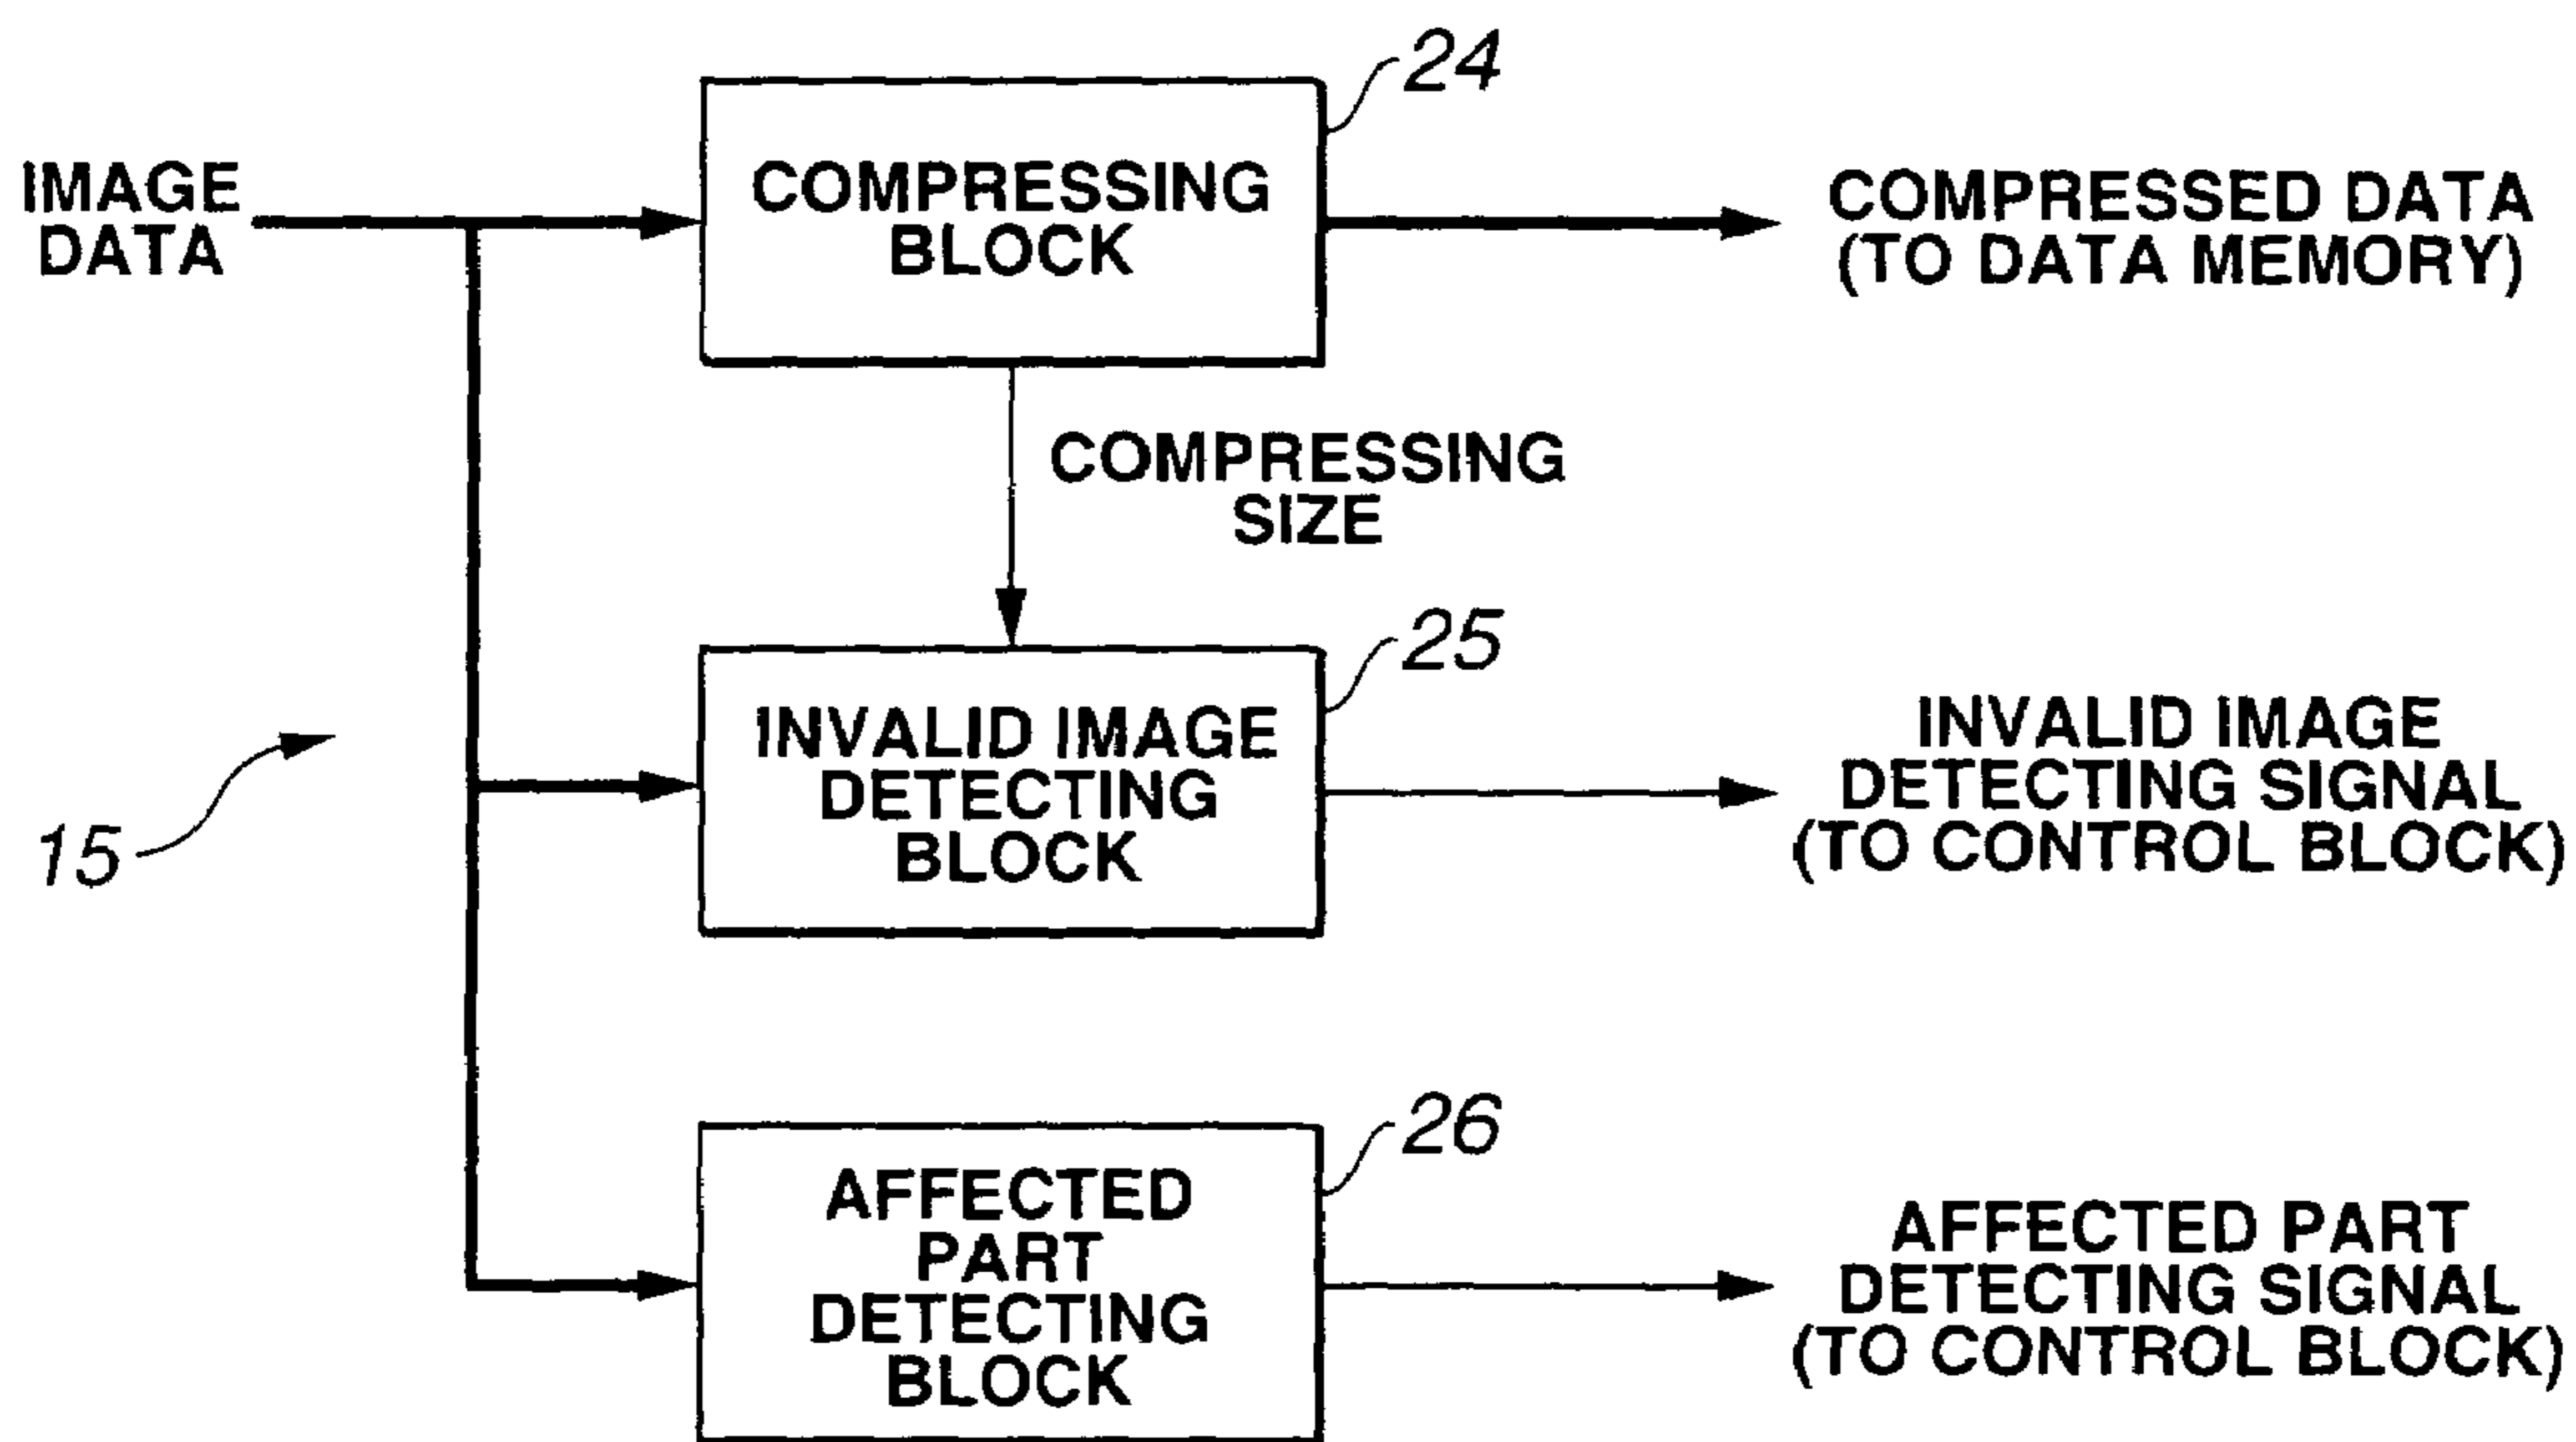 24
IMAGE
DATA
COMPRESSING
BLOCK
COMPRESSED DATA
(TO DATA MEMORY)
COMPRESSING
SIZE
25
INVALID IMAGE
DETECTING
BLOCK
INVALID IMAGE
DETECTING SIGNAL
(TO CONTROL BLOCK)
15
26
AFFECTED
PART
DETECTING
BLOCK
AFFECTED PART
DETECTING SIGNAL
(TO CONTROL BLOCK)